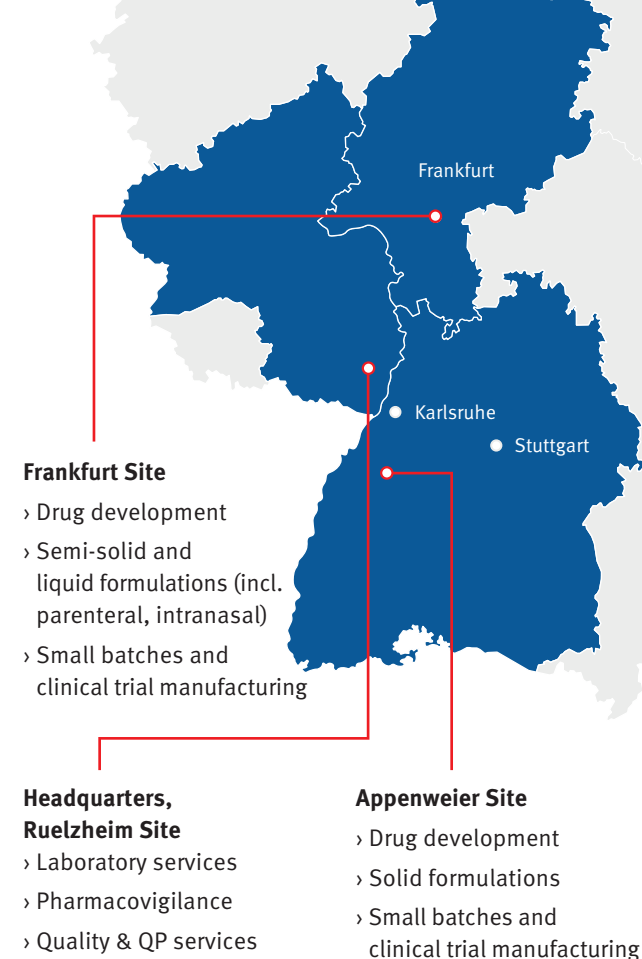 Frankfurt
Karlsruhe
Stuttgart
Frankfurt Site
› Drug development
› Semi-solid and
liquid formulations (incl.
parenteral, intranasal)
› Small batches and
clinical trial manufacturing
Headquarters,
Ruelzheim Site
› Laboratory services
› Pharmacovigilance
› Quality & QP services
Appenweier Site
› Drug development
› Solid formulations
› Small batches and
clinical trial manufacturing